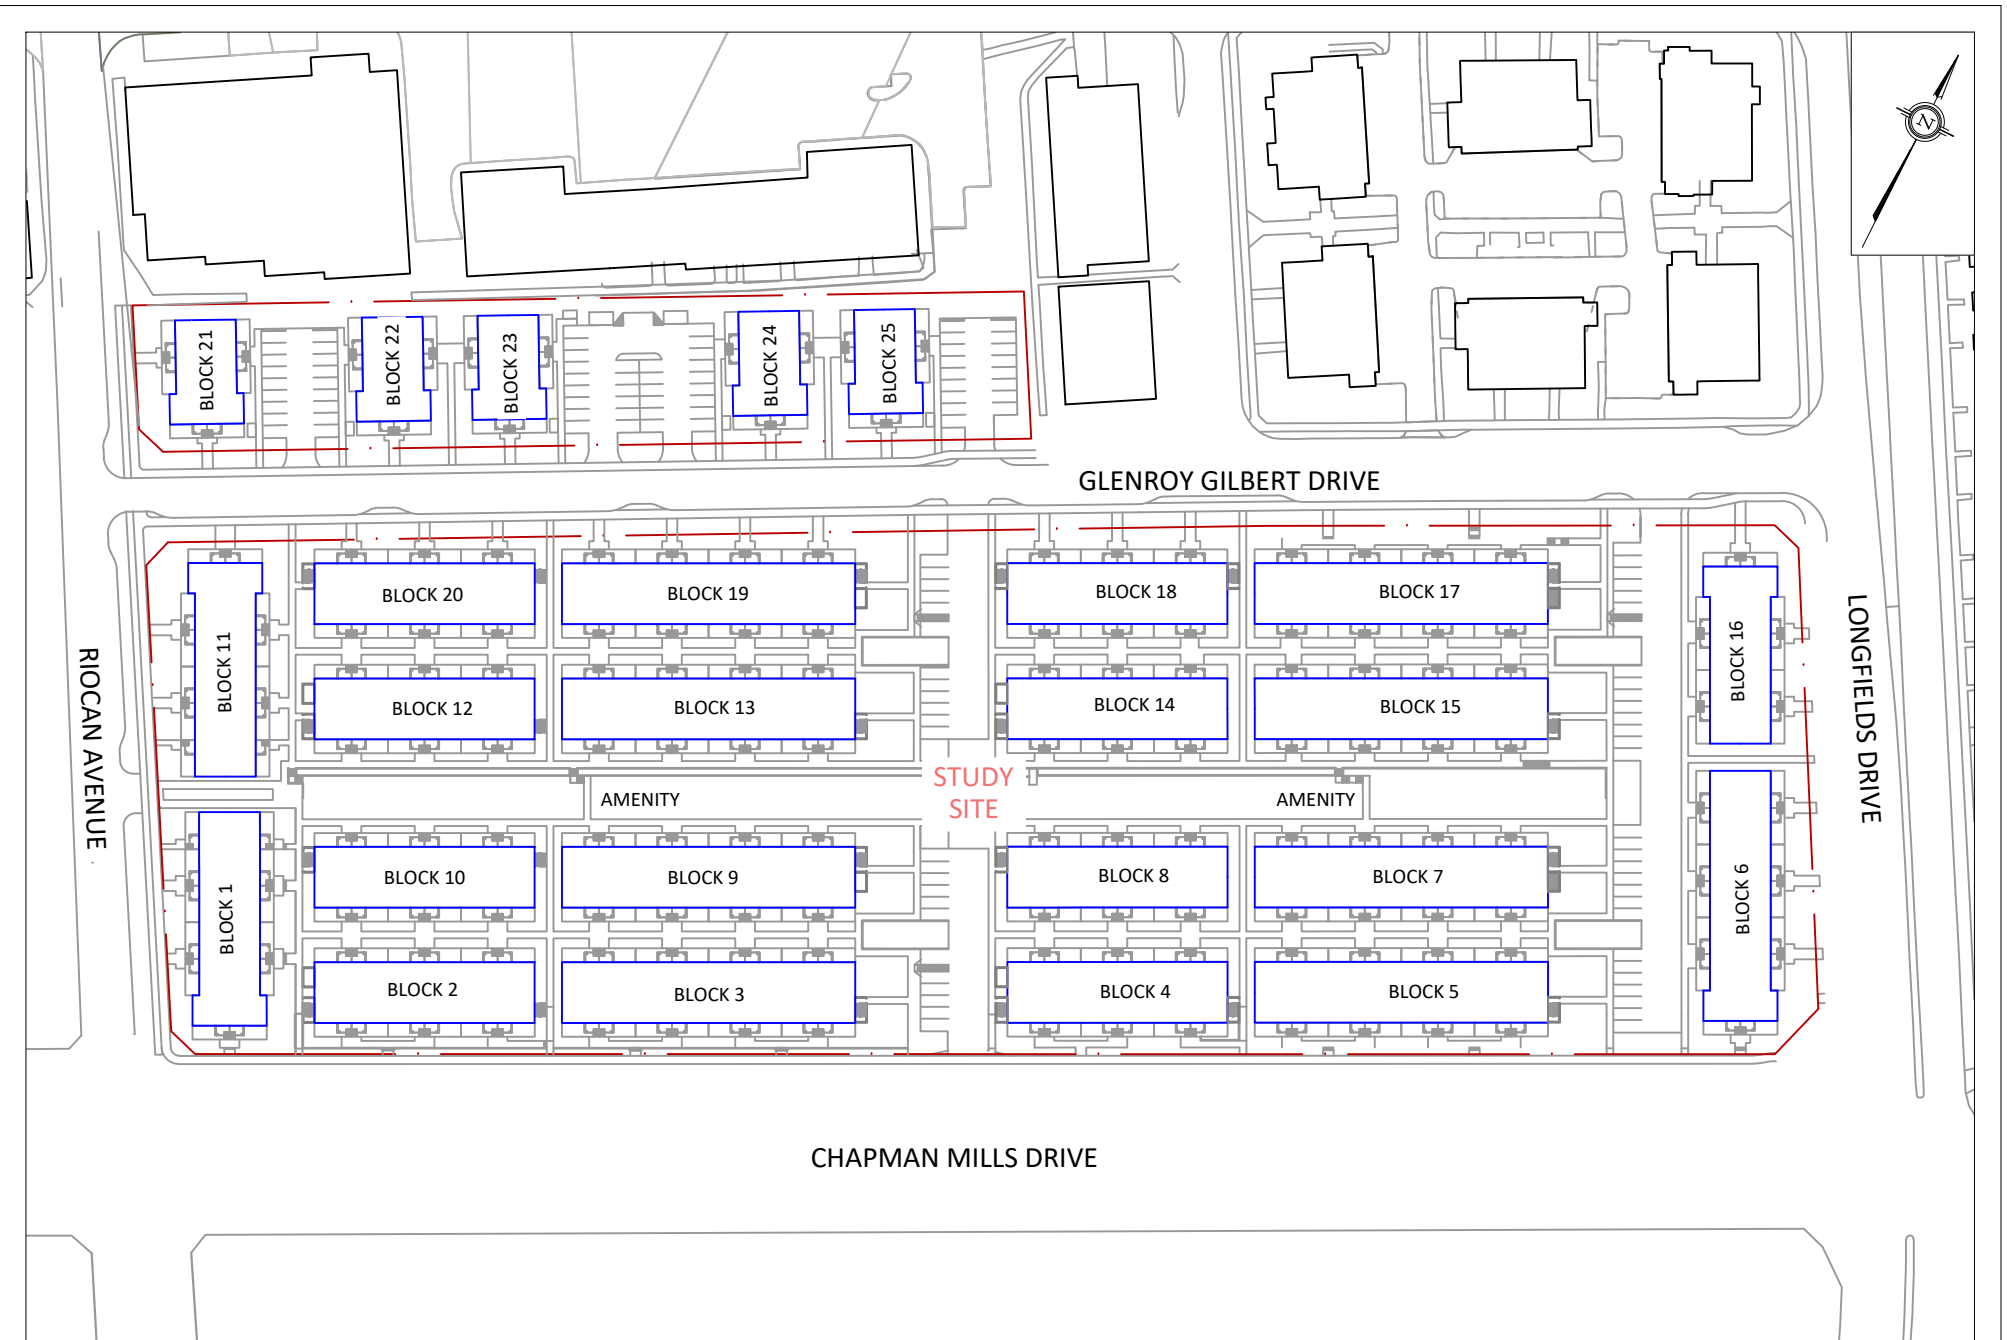 N
BLOCK 21
BLOCK 22
BLOCK 23
BLOCK 24
BLOCK 25
GLENROY GILBERT DRIVE
BLOCK 20
BLOCK 19
BLOCK 18
BLOCK 17
BLOCK 11
BLOCK 16
RIOCAN AVENUE
LONGFIELDS DRIVE
BLOCK 12
BLOCK 13
BLOCK 14
BLOCK 15
STUDY
SITE
AMENITY
AMENITY
BLOCK 10
BLOCK 9
BLOCK 8
BLOCK 7
BLOCK 1
BLOCK 6
BLOCK 2
BLOCK 3
BLOCK 4
BLOCK 5
CHAPMAN MILLS DRIVE